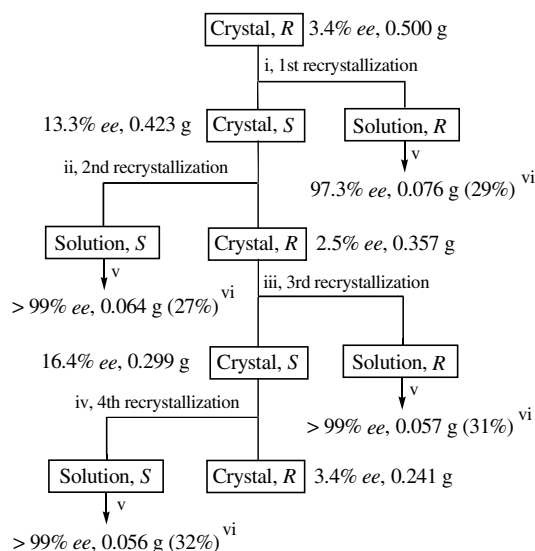 Crystal, R 3.4% ee, 0.500 g
i, 1st recrystallization
13.3% ee, 0.423 g Crystal, S Solution, R
v
ii, 2nd recrystallization
97.3% ee, 0.076 g (29%) vi
Solution, S Crystal, R 2.5% ee, 0.357 g
v
iii, 3rd recrystallization
> 99% ee, 0.064 g (27%) vi
16.4% ee, 0.299 g Crystal, S Solution, R
v
iv, 4th recrystallization
> 99% ee, 0.057 g (31%) vi
Solution, S Crystal, R 3.4% ee, 0.241 g
v
> 99% ee, 0.056 g (32%) vi